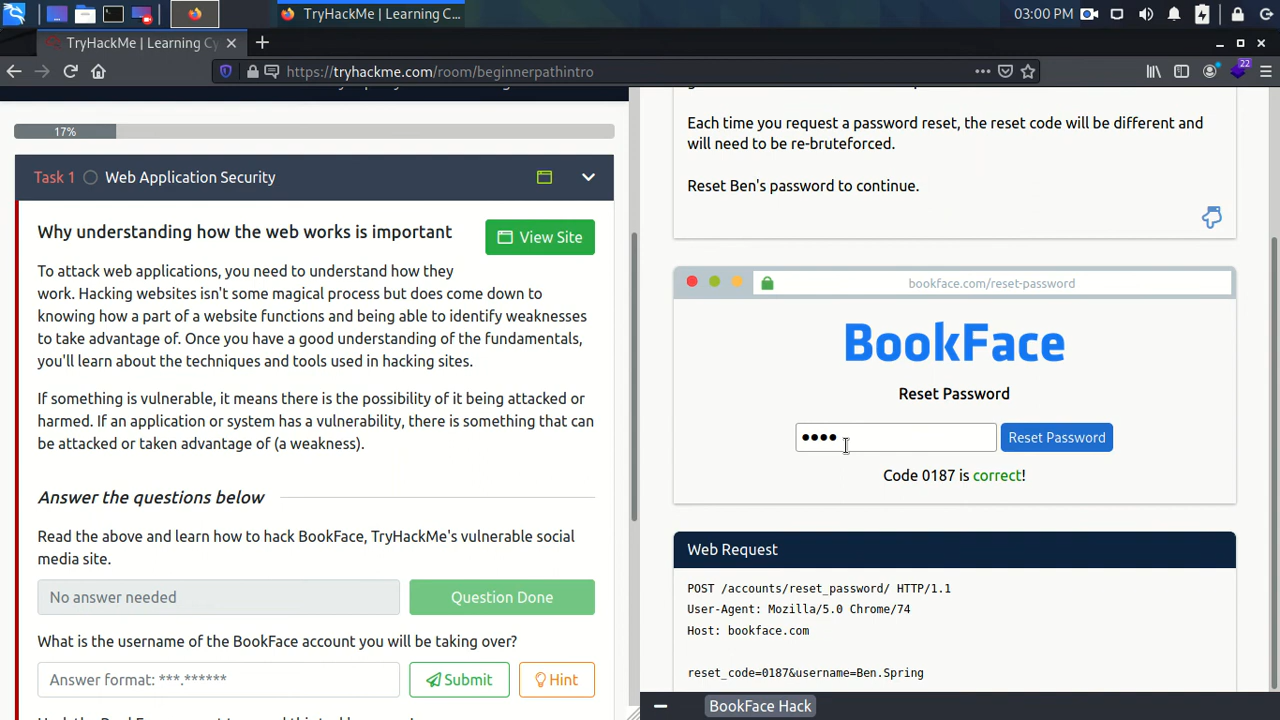 TryHackMe | Learning C...
03:00 PM
TryHackMe | Learning Cy
https://tryhackme.com/room/beginnerpathintro
22
17%
Task 1 Web Application Security
Why understanding how the web works is important
View Site
To attack web applications, you need to understand how they
work. Hacking websites isn't some magical process but does come down to
knowing how a part of a website functions and being able to identify weaknesses
to take advantage of. Once you have a good understanding of the fundamentals,
you'll learn about the techniques and tools used in hacking sites.
If something is vulnerable, it means there is the possibility of it being attacked or
harmed. If an application or system has a vulnerability, there is something that can
be attacked or taken advantage of (a weakness).
Answer the questions below
Read the above and learn how to hack BookFace, TryHackMe's vulnerable social
media site.
No answer needed
Question Done
What is the username of the BookFace account you will be taking over?
Answer format: ***.******
Submit
Hint
Each time you request a password reset, the reset code will be different and
will need to be re-bruteforced.
Reset Ben's password to continue.
bookface.com/reset-password
BookFace
Reset Password
••••
Reset Password
Code 0187 is correct!
Web Request
POST /accounts/reset_password/ HTTP/1.1
User-Agent: Mozilla/5.0 Chrome/74
Host: bookface.com
reset_code=0187&username=Ben.Spring
BookFace Hack